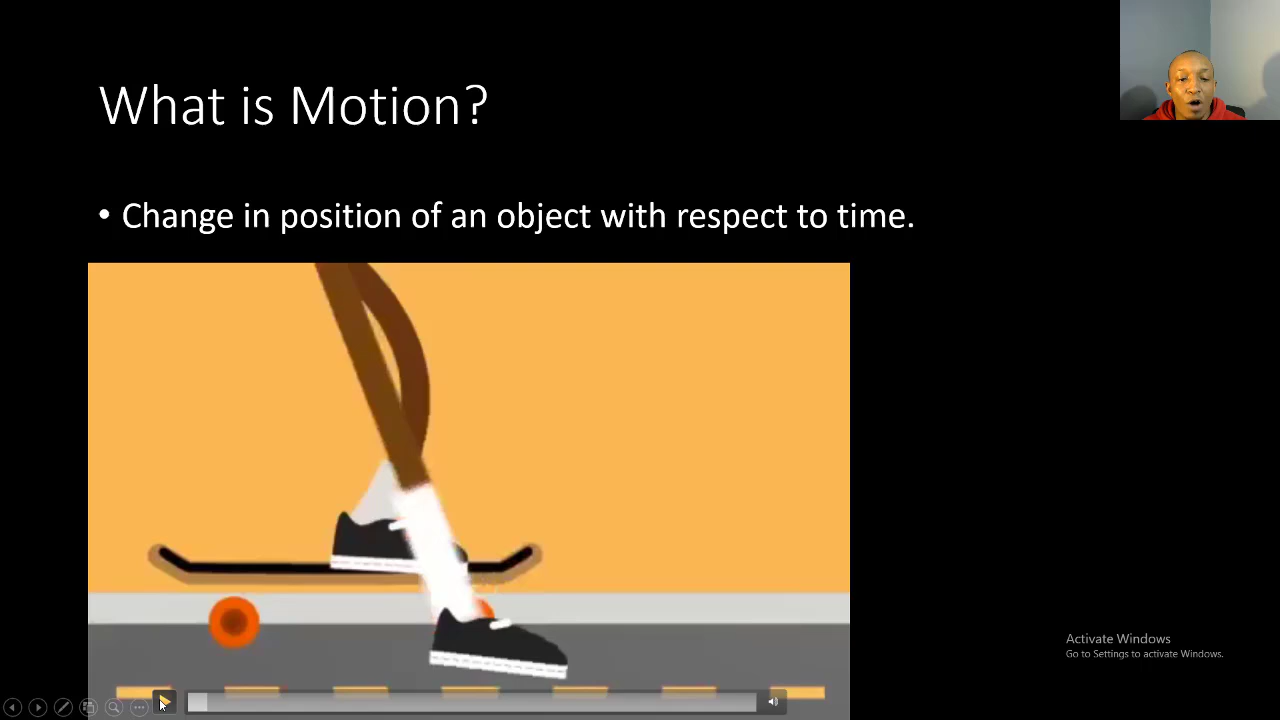 What is Motion?
• Change in position of an object with respect to time.
Activate Windows
Go to Settings to activate Windows.